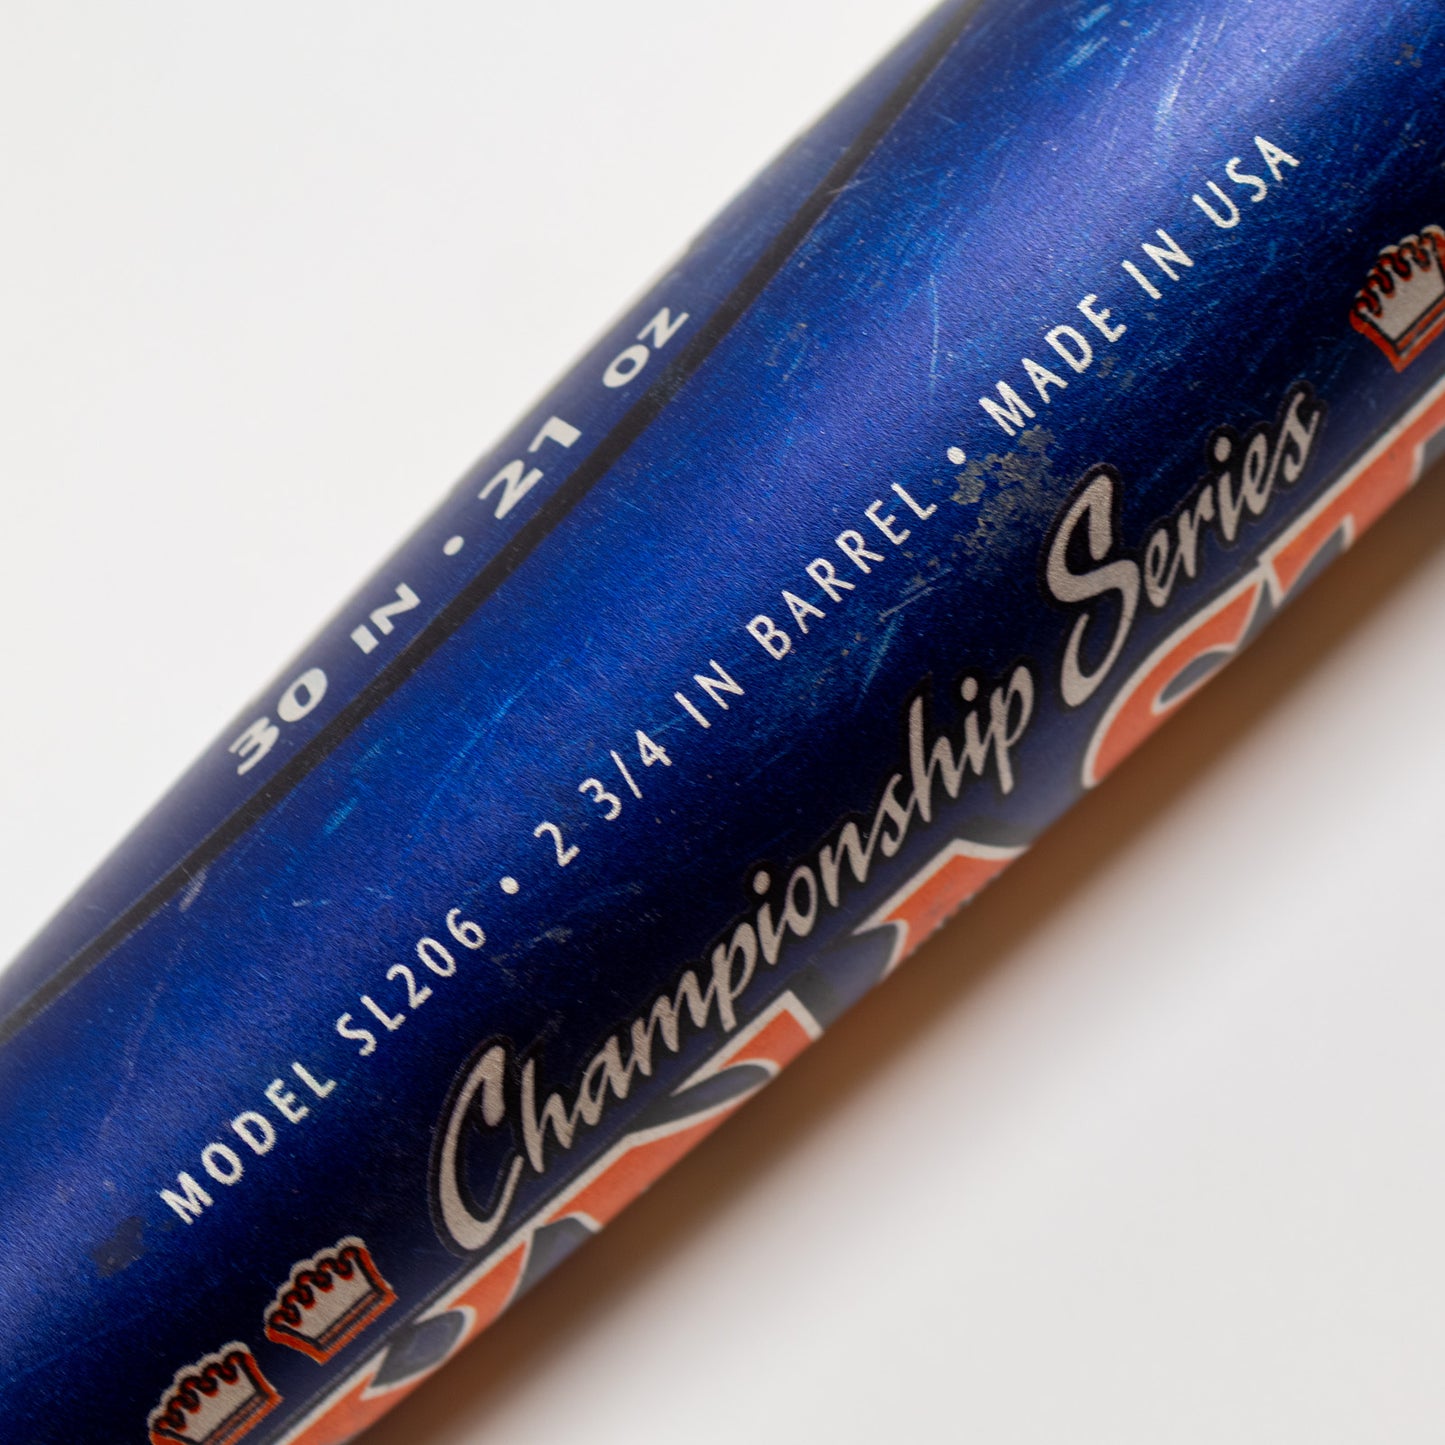 30 IN • 21 OZ
MODEL SL206 • 2 3/4 IN BARREL • MADE IN USA
Championship Series